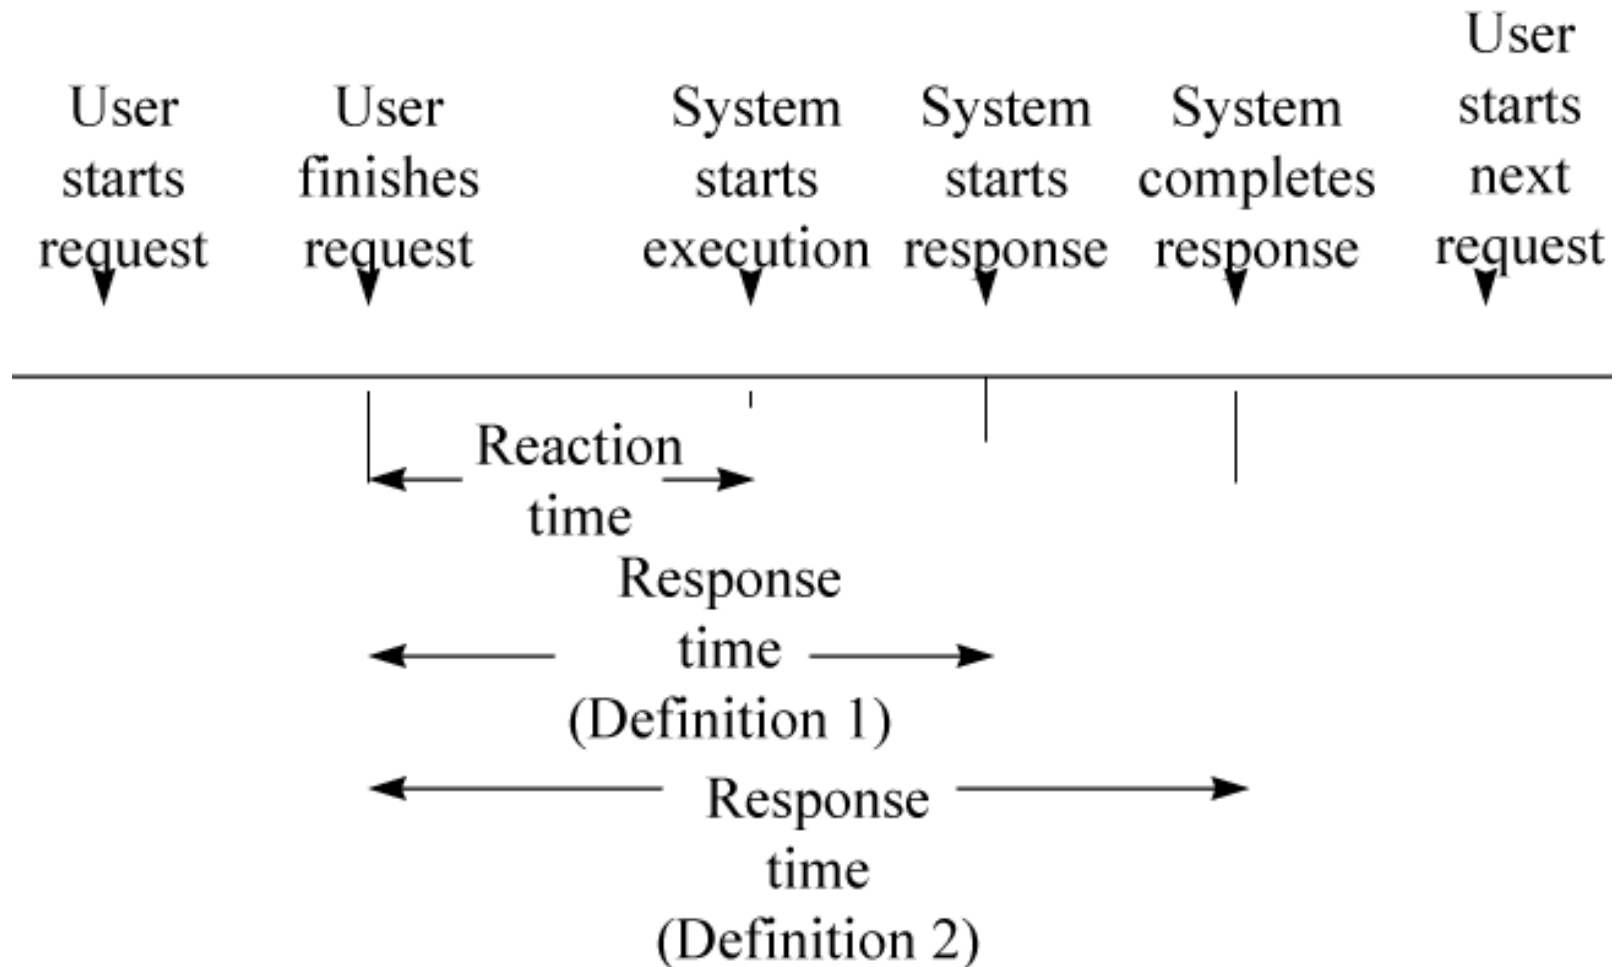 User
starts
request
User
finishes
request
System
starts
execution
System
starts
response
System
completes
response
User
starts
next
request
Reaction
time
Response
time
(Definition 1)
Response
time
(Definition 2)